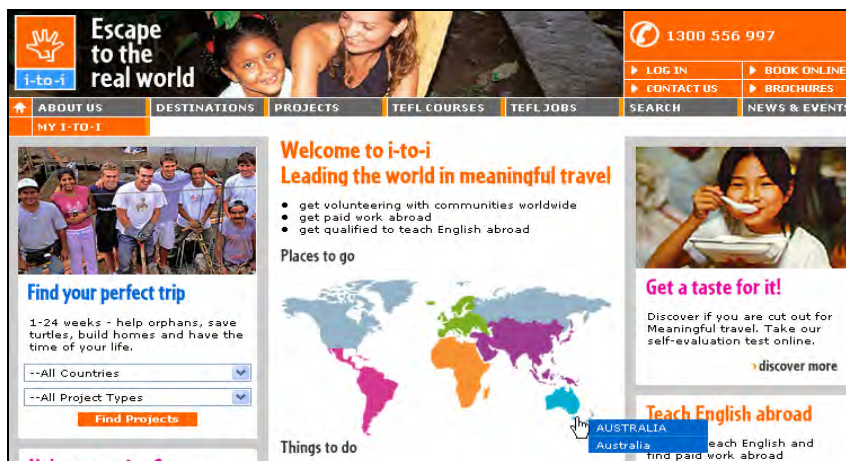 Escape
to the
real world
i-to-i
1300 556 997
LOG IN
BOOK ONLINE
CONTACT US
BROCHURES
ABOUT US
DESTINATIONS
PROJECTS
TEFL COURSES
TEFL JOBS
SEARCH
NEWS & EVENTS
MY I-TO-I
Find your perfect trip
1-24 weeks - help orphans, save
turtles, build homes and have the
time of your life.
--All Countries
--All Project Types
Find Projects
Welcome to i-to-i
Leading the world in meaningful travel
get volunteering with communities worldwide
get paid work abroad
get qualified to teach English abroad
Places to go
AUSTRALIA
Australia
Things to do
Get a taste for it!
Discover if you are cut out for
Meaningful travel. Take our
self-evaluation test online.
discover more
Teach English abroad
each English and
find paid work abroad